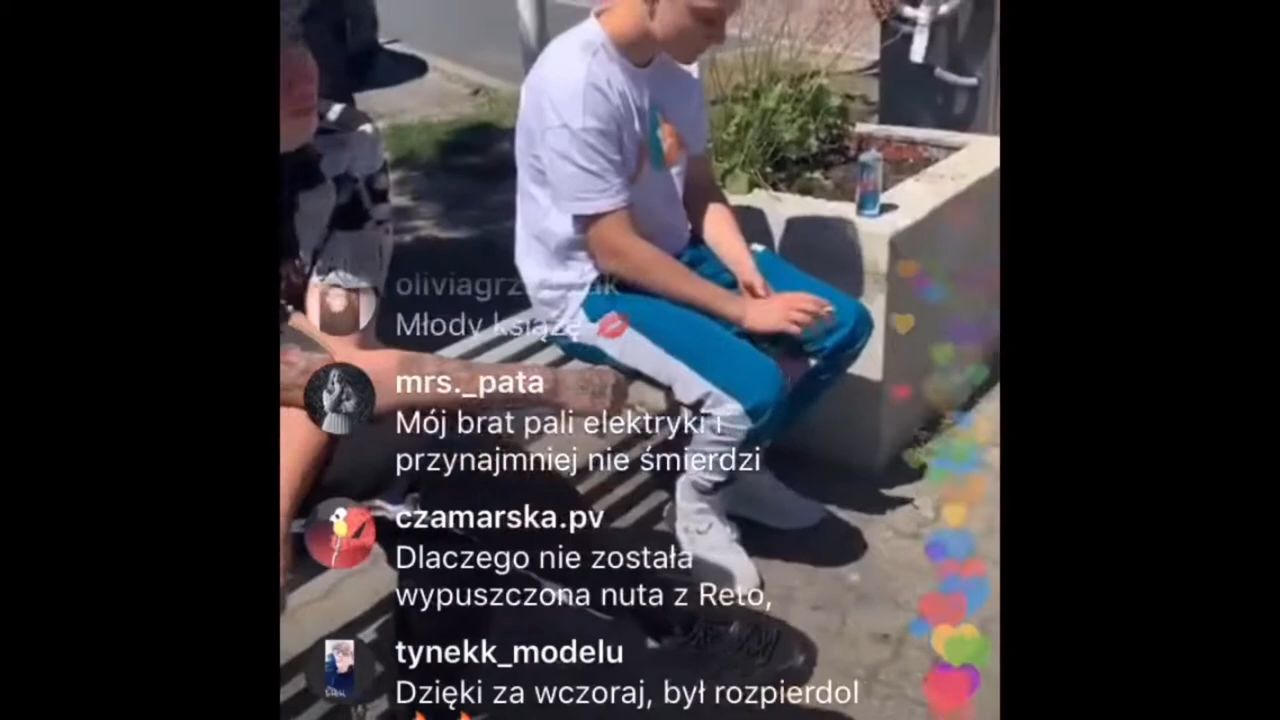 Młody książę 💋
mrs._pata
Mój brat pali elektryki i
przynajmniej nie śmierdzi
czamarska.pv
Dlaczego nie została
wypuszczona nuta z Reto,
tynekk_modelu
Dzięki za wczoraj, był rozpierdol
🔥🔥